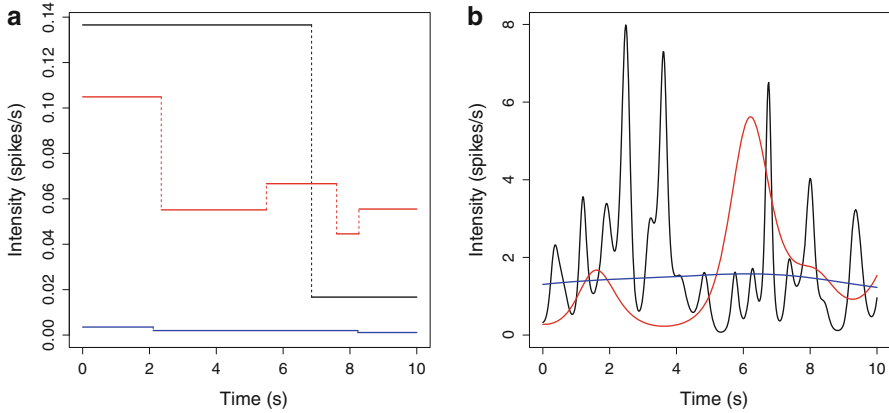 a
Intensity (spikes/s)
0.14
0.12
0.10
0.08
0.06
0.04
0.02
0.00
0 2 4 6 8 10
Time (s)
b
Intensity (spikes/s)
8
6
4
2
0
0 2 4 6 8 10
Time (s)